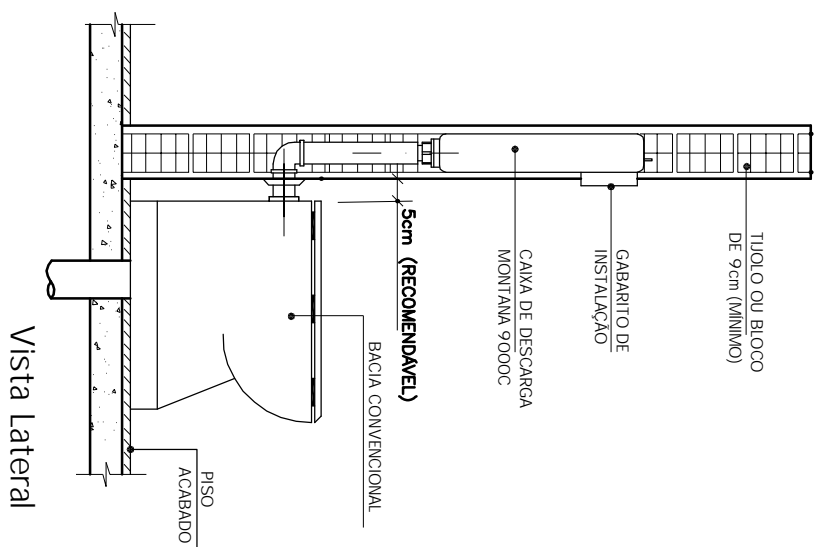 TIJOLO OU BLOCO
DE 9cm (MÍNIMO)
GABARITO DE
INSTALAÇÃO
CAIXA DE DESCARGA
MONTANA 9000C
5cm (RECOMENDÁVEL)
BACIA CONVENCIONAL
PISO
ACABADO
Vista Lateral